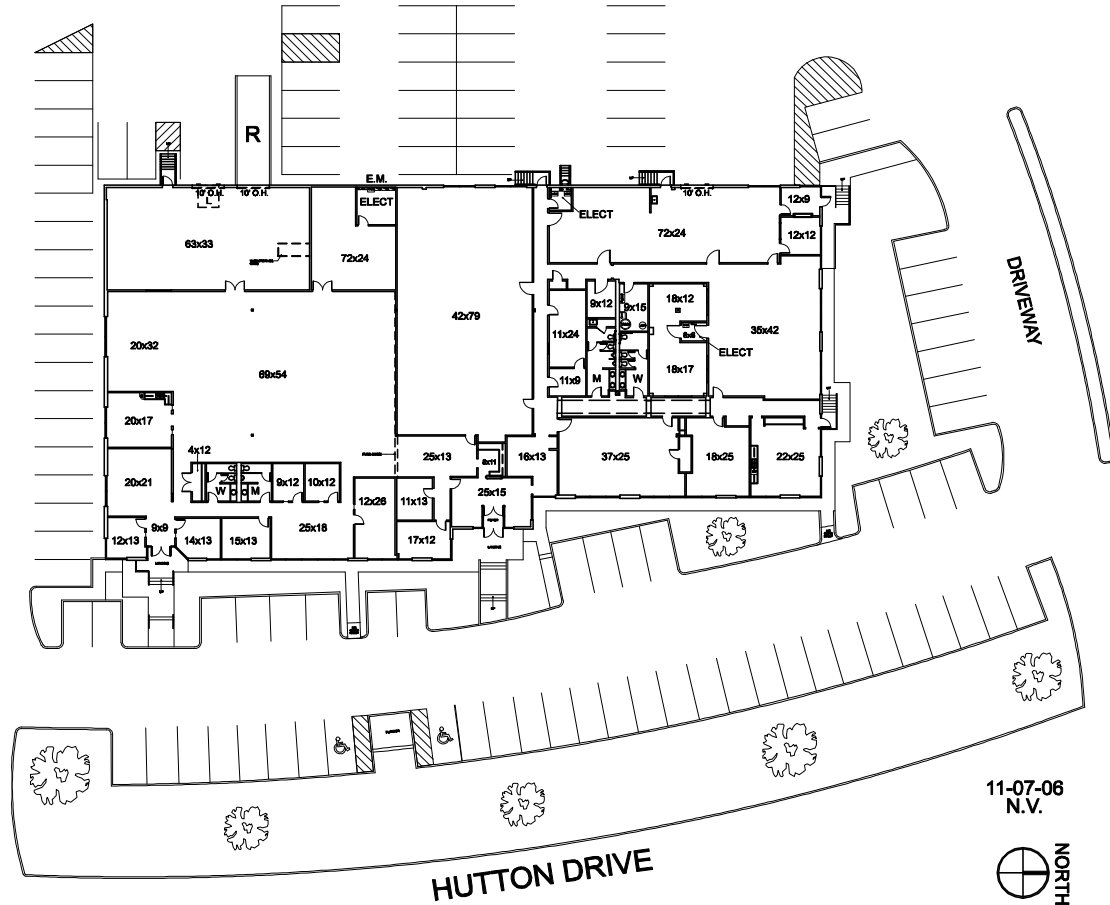 R
E.M.
10' O.H.
10' O.H.
10' O.H.
L
ELECT
ELECT
12x9
63x33
72x24
72x24
12x12
DRIVEWAY
42x79
9x12
9x15
18x12
35x42
11x24
6x6
ELECT
20x32
69x54
18x17
11x9
M
W
20x17
4x12
25x13
8x11
16x13
37x25
18x25
22x25
20x21
W
M
9x12
10x12
12x26
11x13
25x15
12x13
9x9
14x13
15x13
25x18
17x12
11-07-06
N.V.
HUTTON DRIVE
NORTH